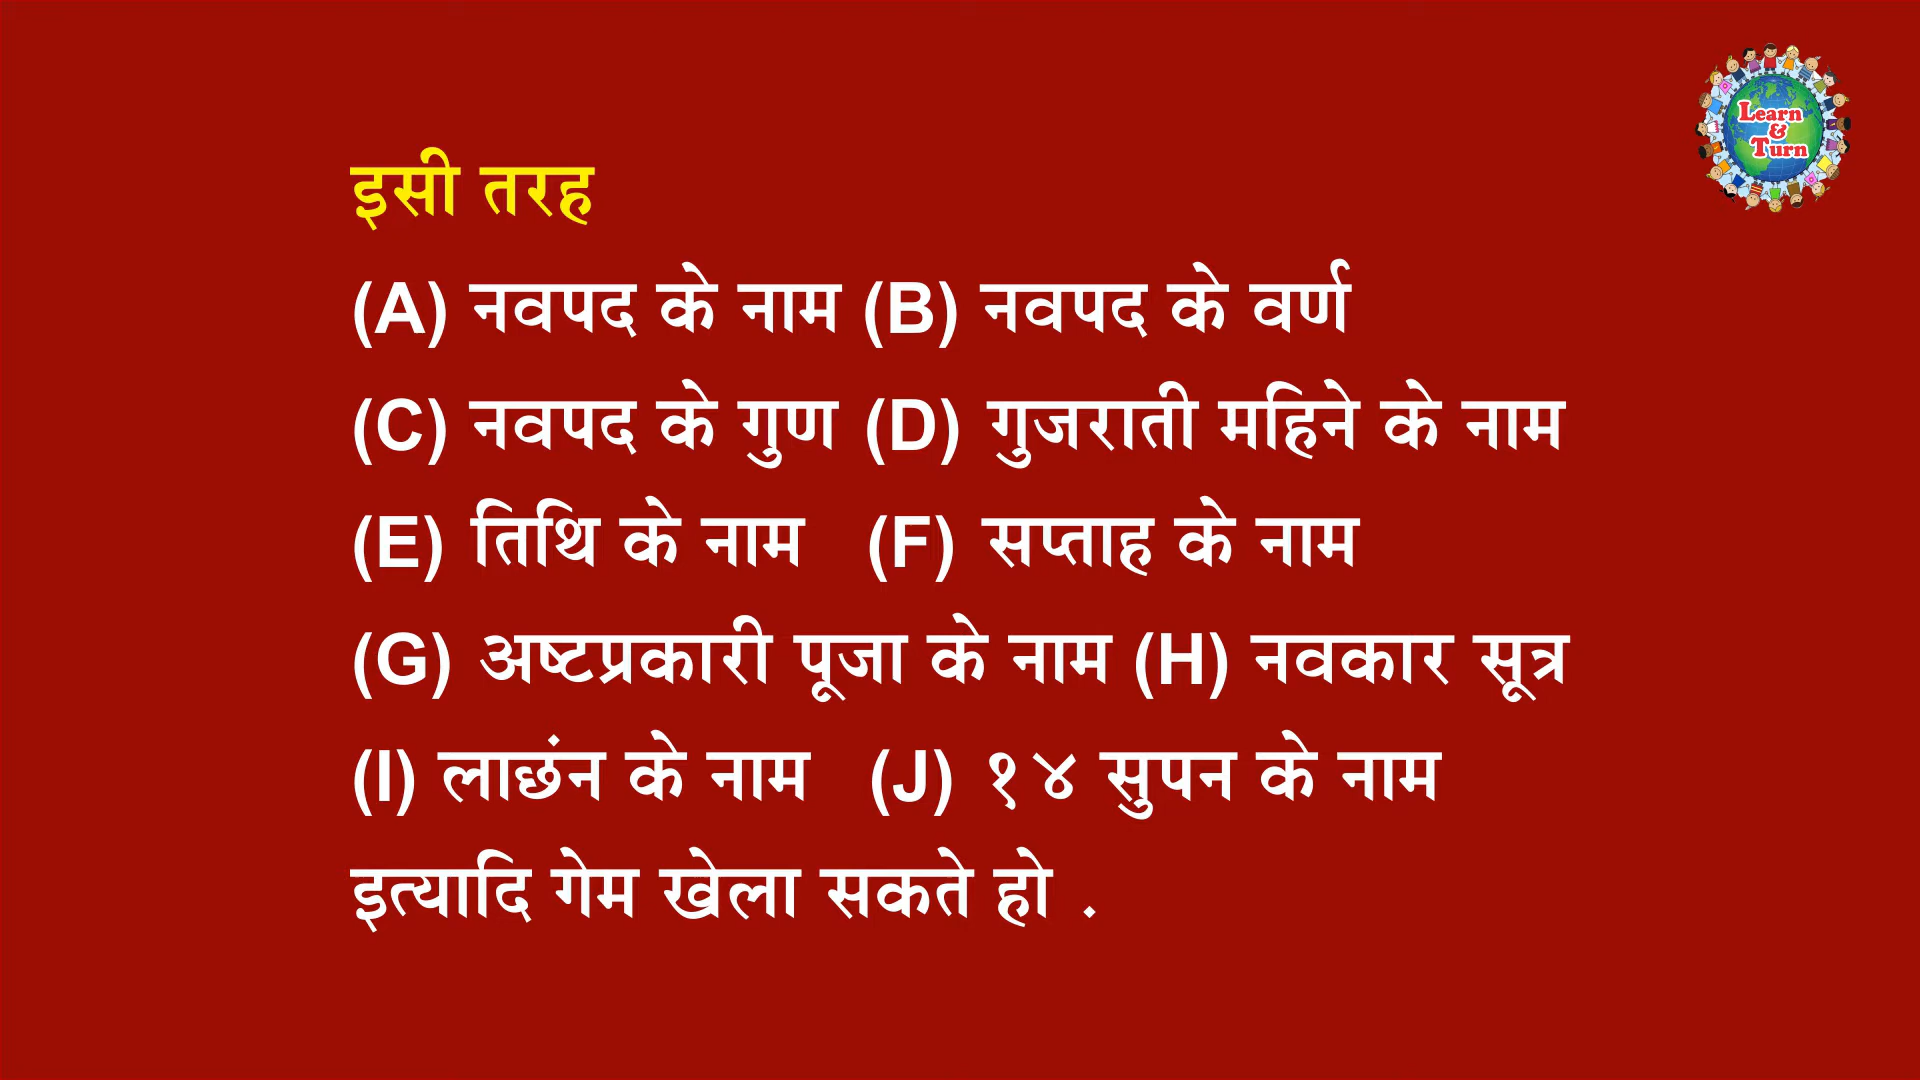 Learn
&
Turn
इसी तरह
(A) नवपद के नाम (B) नवपद के वर्ण
(C) नवपद के गुण (D) गुजराती महिने के नाम
(E) तिथि के नाम (F) सप्ताह के नाम
(G) अष्टप्रकारी पूजा के नाम (H) नवकार सूत्र
(I) लाछंन के नाम (J) १४ सुपन के नाम
इत्यादि गेम खेला सकते हो .